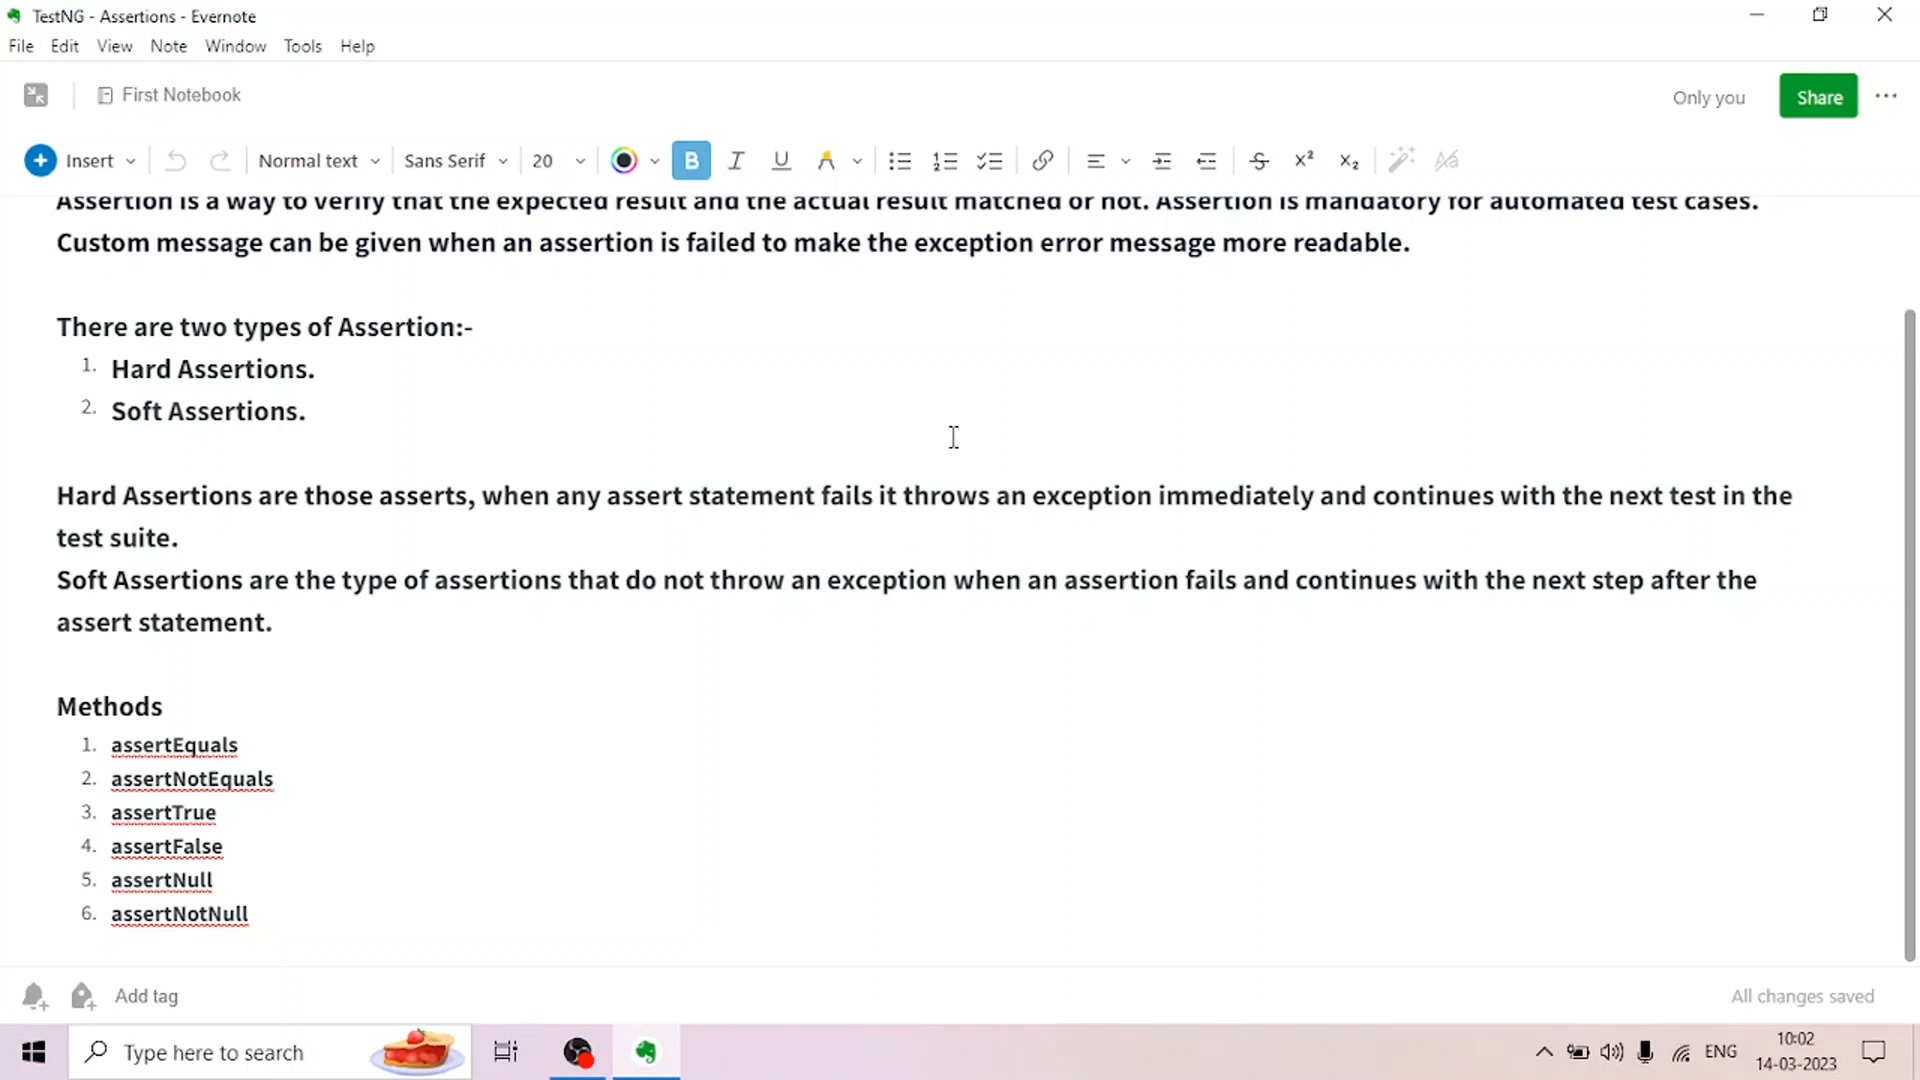 TestNG - Assertions - Evernote
File Edit View Note Window Tools Help
First Notebook
Only you
Share
Insert
Normal text
Sans Serif
20
Assertion is a way to verify that the expected result and the actual result matched or not. Assertion is mandatory for automated test cases.
Custom message can be given when an assertion is failed to make the exception error message more readable.
There are two types of Assertion:-
1. Hard Assertions.
2. Soft Assertions.
Hard Assertions are those asserts, when any assert statement fails it throws an exception immediately and continues with the next test in the
test suite.
Soft Assertions are the type of assertions that do not throw an exception when an assertion fails and continues with the next step after the
assert statement.
Methods
1. assertEquals
2. assertNotEquals
3. assertTrue
4. assertFalse
5. assertNull
6. assertNotNull
Add tag
All changes saved
Type here to search
ENG
10:02
14-03-2023